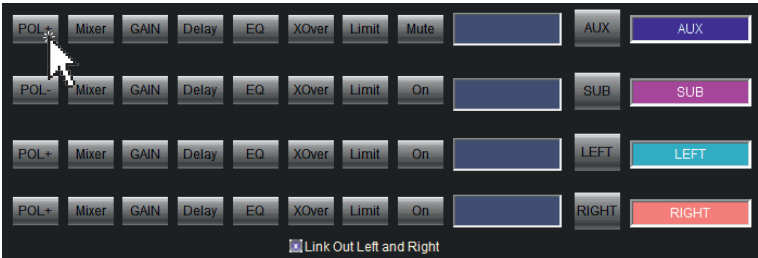 POL+ Mixer GAIN Delay EQ XOver Limit Mute AUX AUX
POL- Mixer GAIN Delay EQ XOver Limit On SUB SUB
POL+ Mixer GAIN Delay EQ XOver Limit On LEFT LEFT
POL+ Mixer GAIN Delay EQ XOver Limit On RIGHT RIGHT
Link Out Left and Right